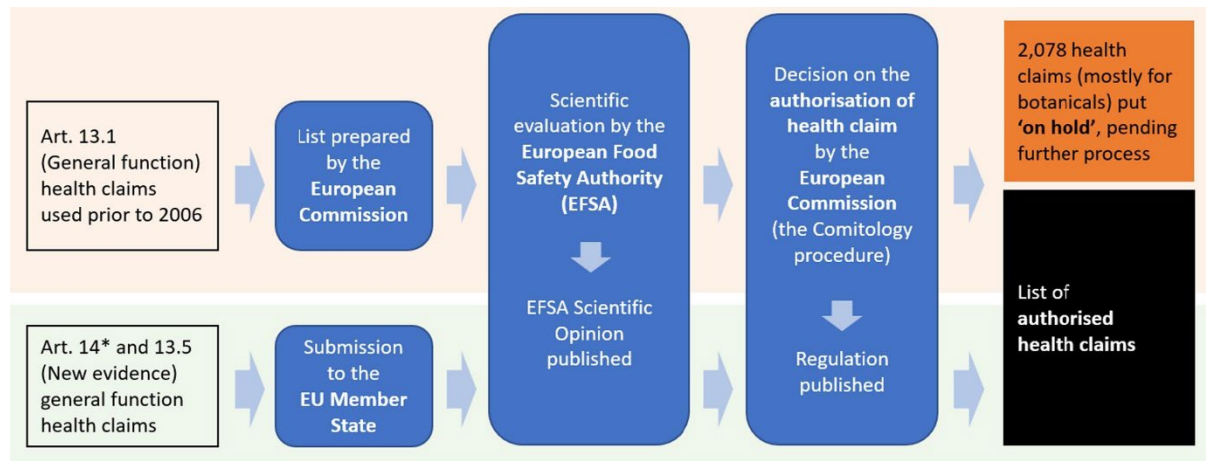 Art. 13.1
(General function)
health claims
used prior to 2006
List prepared
by the
European
Commission
Scientific
evaluation by the
European Food
Safety Authority
(EFSA)
EFSA Scientific
Opinion
published
Decision on the
authorisation of
health claim
by the
European
Commission
(the Comitology
procedure)
Regulation
published
2,078 health
claims (mostly for
botanicals) put
‘on hold’, pending
further process
Art. 14* and 13.5
(New evidence)
general function
health claims
Submission
to the
EU Member
State
List of
authorised
health claims